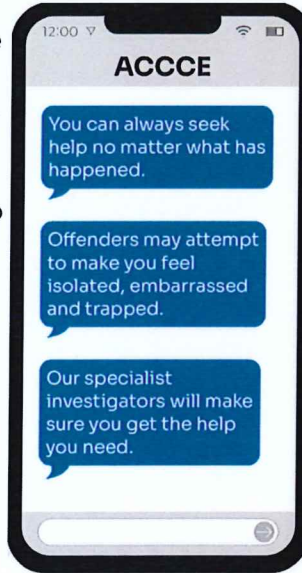 12:00
ACCCE
You can always seek
help no matter what has
happened.
Offenders may attempt
to make you feel
isolated, embarrassed
and trapped.
Our specialist
investigators will make
sure you get the help
you need.